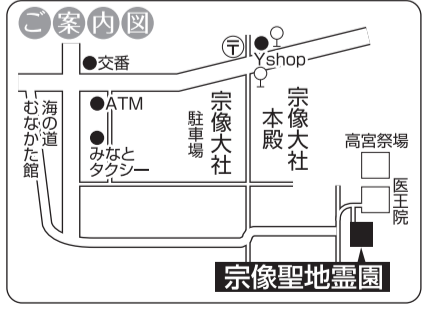 ご案内図
〒
Yshop
交番
ATM
みなと
タクシー
海の道
むなかた館
宗像大社
駐車場
宗像大社
本殿
高宮祭場
医王院
宗像聖地霊園